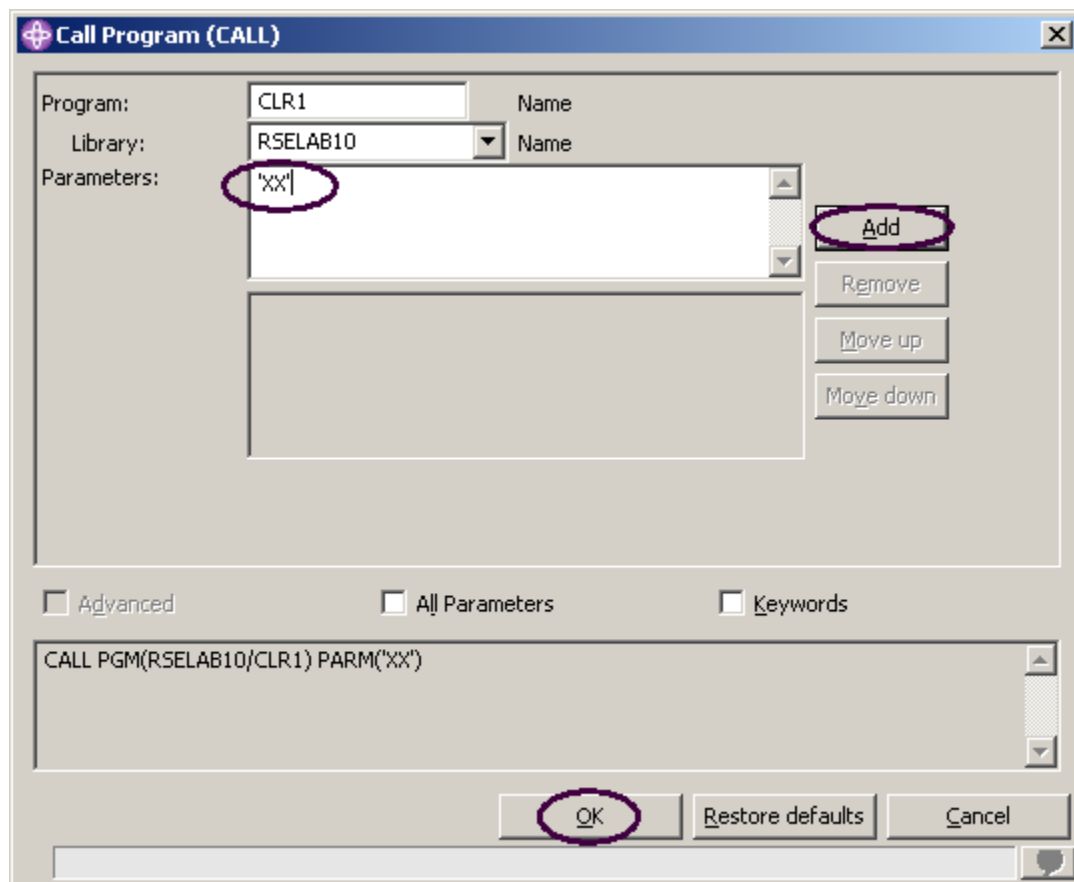 Call Program (CALL)
Program: CLR1 Name
Library: RSELAB10 Name
Parameters: 'XX'
Add
Remove
Move up
Move down
Advanced All Parameters Keywords
CALL PGM(RSELAB10/CLR1) PARM('XX')
OK Restore defaults Cancel